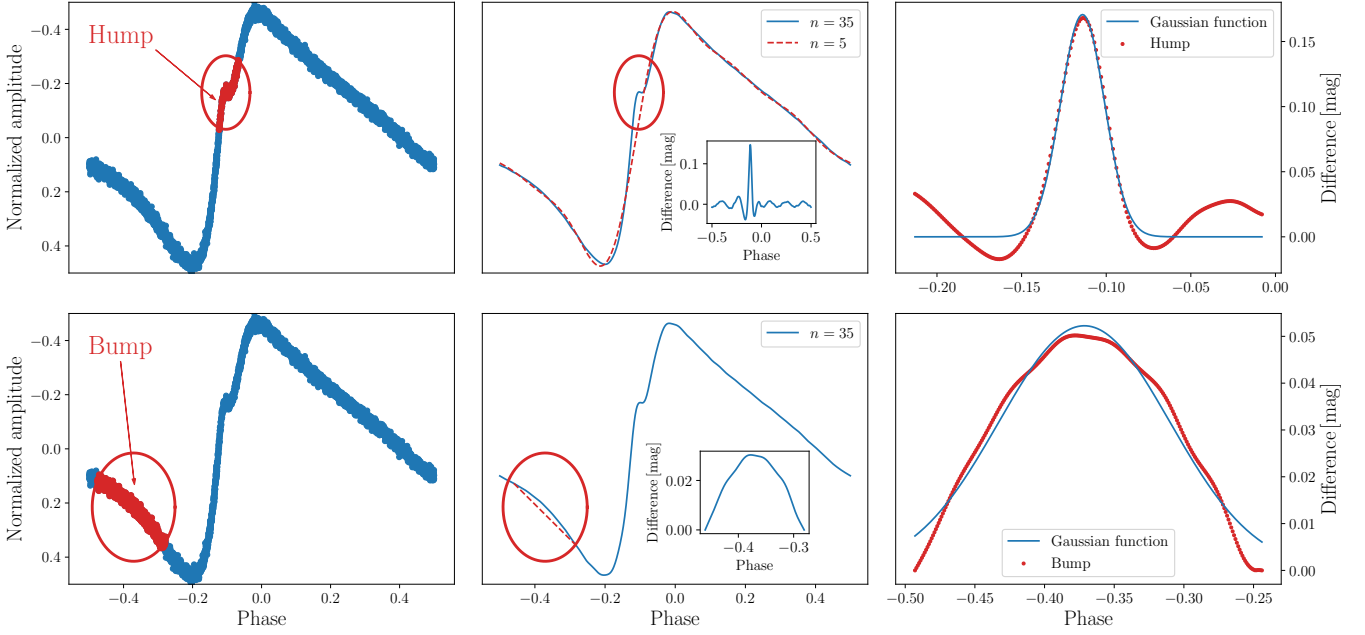 Normalized amplitude
−0.4
−0.2
0.0
0.2
0.4
Hump
n = 35
n = 5
Difference [mag]
0.1
0.0
−0.5 0.0 0.5
Phase
Gaussian function
Hump
0.15
0.10
0.05
0.00
Difference [mag]
−0.20 −0.15 −0.10 −0.05 0.00
Normalized amplitude
−0.4
−0.2
0.0
0.2
0.4
Bump
−0.4 −0.2 0.0 0.2 0.4
Phase
n = 35
Difference [mag]
0.02
0.00
−0.4 −0.3
Phase
−0.4 −0.2 0.0 0.2 0.4
Phase
Gaussian function
Bump
0.05
0.04
0.03
0.02
0.01
0.00
Difference [mag]
−0.50 −0.45 −0.40 −0.35 −0.30 −0.25
Phase